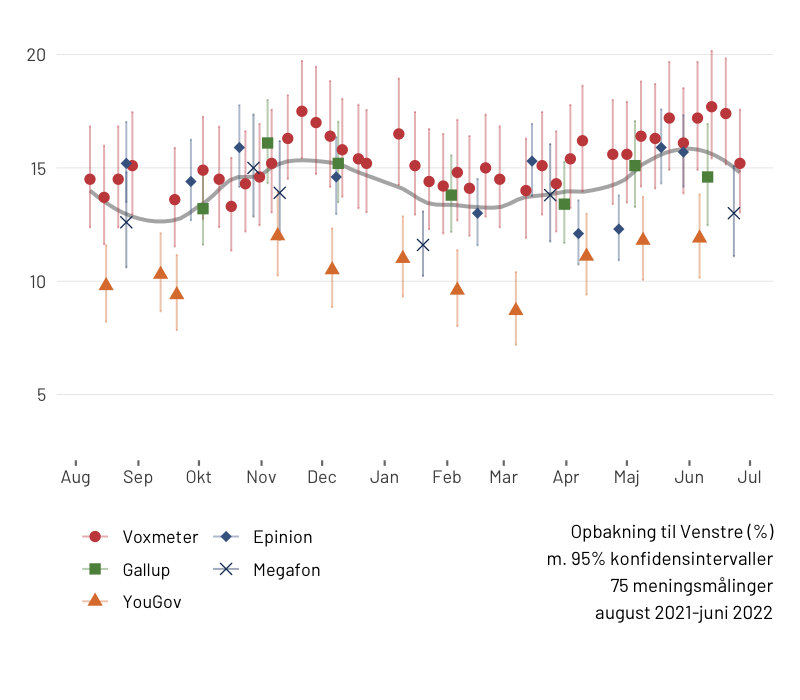 20
15
10
5
Aug Sep Okt Nov Dec Jan Feb Mar Apr Maj Jun Jul
Voxmeter Epinion
Gallup Megafon
YouGov
Opbakning til Venstre (%)
m. 95% konfidensintervaller
75 meningsmålinger
august 2021-juni 2022